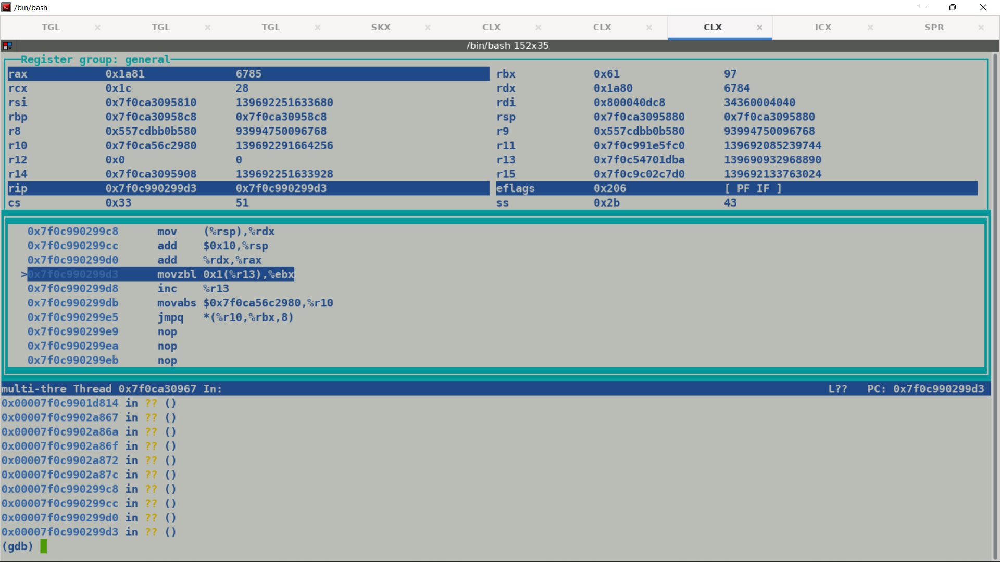 /bin/bash
TGL × TGL × TGL × SKX × CLX × CLX × CLX × ICX × SPR ×
/bin/bash 152x35
Register group: general
rax 0x1a81 6785 rbx 0x61 97
rcx 0x1c 28 rdx 0x1a80 6784
rsi 0x7f0ca3095810 139692251633680 rdi 0x800040dc8 34360004040
rbp 0x7f0ca30958c8 0x7f0ca30958c8 rsp 0x7f0ca3095880 0x7f0ca3095880
r8 0x557cdbb0b580 93994750096768 r9 0x557cdbb0b580 93994750096768
r10 0x7f0ca56c2980 139692291664256 r11 0x7f0c991e5fc0 139692085239744
r12 0x0 0 r13 0x7f0c54701dba 139690932968890
r14 0x7f0ca3095908 139692251633928 r15 0x7f0c9c02c7d0 139692133763024
rip 0x7f0c990299d3 0x7f0c990299d3 eflags 0x206 [ PF IF ]
cs 0x33 51 ss 0x2b 43
0x7f0c990299c8 mov (%rsp),%rdx
0x7f0c990299cc add $0x10,%rsp
0x7f0c990299d0 add %rdx,%rax
>0x7f0c990299d3 movzbl 0x1(%r13),%ebx
0x7f0c990299d8 inc %r13
0x7f0c990299db movabs $0x7f0ca56c2980,%r10
0x7f0c990299e5 jmpq *(%r10,%rbx,8)
0x7f0c990299e9 nop
0x7f0c990299ea nop
0x7f0c990299eb nop
multi-thre Thread 0x7f0ca30967 In: L?? PC: 0x7f0c990299d3
0x00007f0c9901d814 in ?? ()
0x00007f0c9902a867 in ?? ()
0x00007f0c9902a86a in ?? ()
0x00007f0c9902a86f in ?? ()
0x00007f0c9902a872 in ?? ()
0x00007f0c9902a87c in ?? ()
0x00007f0c990299c8 in ?? ()
0x00007f0c990299cc in ?? ()
0x00007f0c990299d0 in ?? ()
0x00007f0c990299d3 in ?? ()
(gdb)